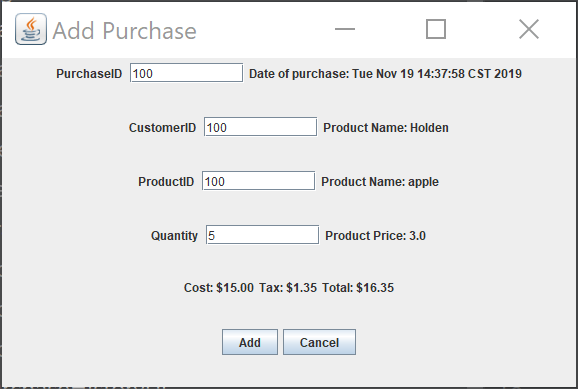 Add Purchase
PurchaseID 100 Date of purchase: Tue Nov 19 14:37:58 CST 2019
CustomerID 100 Product Name: Holden
ProductID 100 Product Name: apple
Quantity 5 Product Price: 3.0
Cost: $15.00 Tax: $1.35 Total: $16.35
Add Cancel